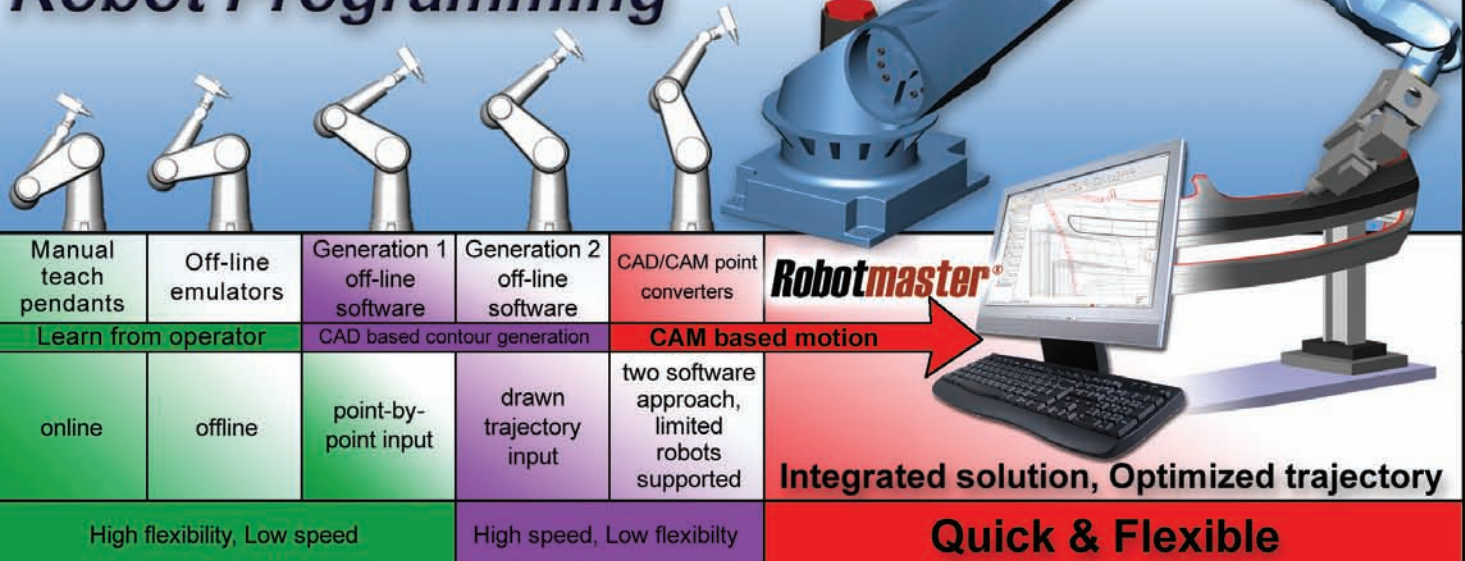 Robot Programming
Manual
teach
pendants
Off-line
emulators
Generation 1
off-line
software
Generation 2
off-line
software
CAD/CAM point
converters
Robotmaster®
Learn from operator
CAD based contour generation
CAM based motion
online
offline
point-by-
point input
drawn
trajectory
input
two software
approach,
limited
robots
supported
Integrated solution, Optimized trajectory
High flexibility, Low speed
High speed, Low flexibilty
Quick & Flexible